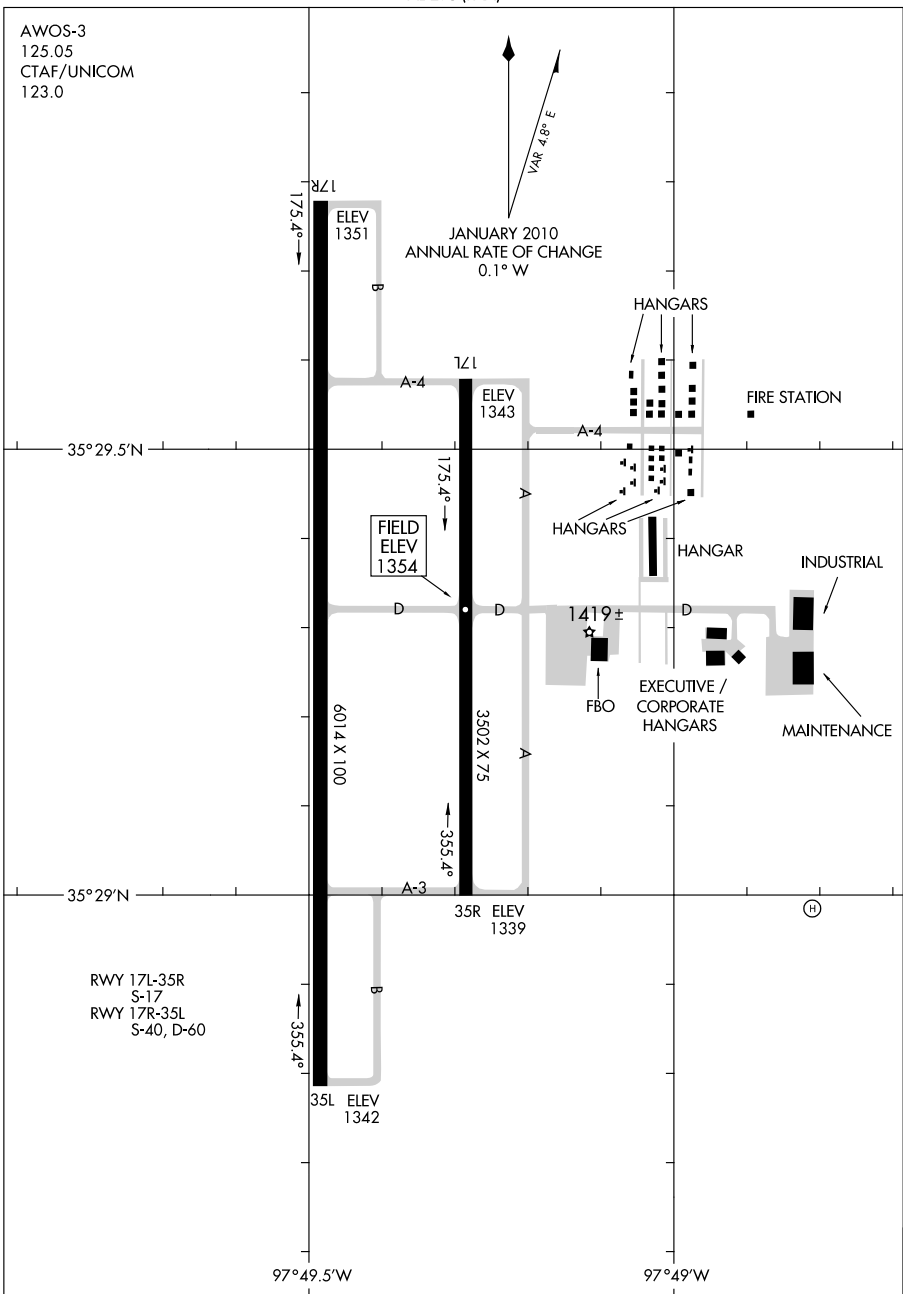 AWOS-3
125.05
CTAF/UNICOM
123.0
VAR 4.8° E
JANUARY 2010
ANNUAL RATE OF CHANGE
0.1° W
17R
175.4°
ELEV
1351
B
HANGARS
17L
A-4
ELEV
1343
FIRE STATION
A-4
35°29.5'N
175.4°
A
FIELD
ELEV
1354
HANGARS
HANGAR
INDUSTRIAL
D
D
1419 ±
D
FBO
EXECUTIVE /
CORPORATE
HANGARS
MAINTENANCE
6014 X 100
3502 X 75
A
355.4°
A-3
35°29'N
35R
ELEV
1339
H
RWY 17L-35R
S-17
RWY 17R-35L
S-40, D-60
B
355.4°
35L
ELEV
1342
97°49.5'W
97°49'W